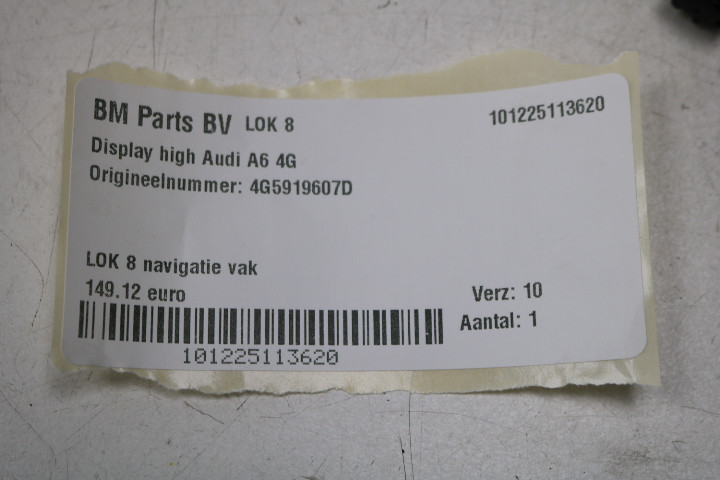 BM Parts BV LOK 8 101225113620
Display high Audi A6 4G
Origineelnummer: 4G5919607D
LOK 8 navigatie vak
149.12 euro Verz: 10
Aantal: 1
101225113620